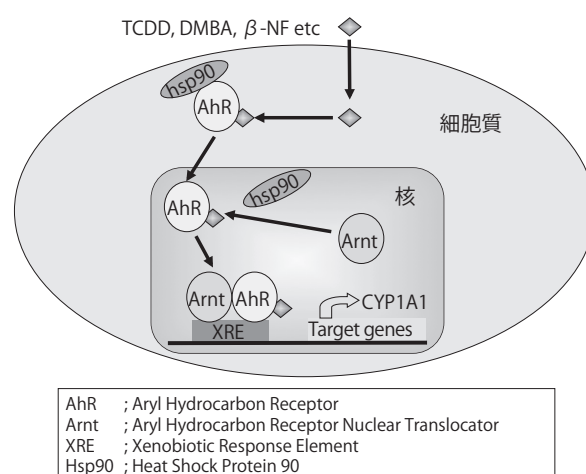 TCDD, DMBA, β-NF etc
hsp90
AhR
細胞質
核
hsp90
AhR
Arnt
Arnt
AhR
CYP1A1
XRE
Target genes
AhR ; Aryl Hydrocarbon Receptor
Arnt ; Aryl Hydrocarbon Receptor Nuclear Translocator
XRE ; Xenobiotic Response Element
Hsp90 ; Heat Shock Protein 90